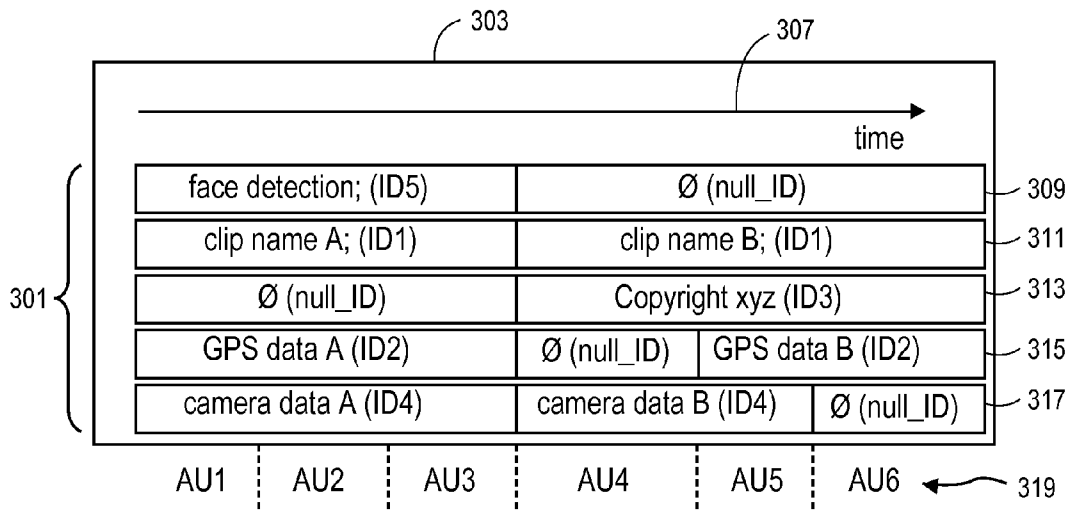 303
307
time
face detection; (ID5) Ø (null_ID) 309
clip name A; (ID1) clip name B; (ID1) 311
301 Ø (null_ID) Copyright xyz (ID3) 313
GPS data A (ID2) Ø (null_ID) GPS data B (ID2) 315
camera data A (ID4) camera data B (ID4) Ø (null_ID) 317
AU1 AU2 AU3 AU4 AU5 AU6 319